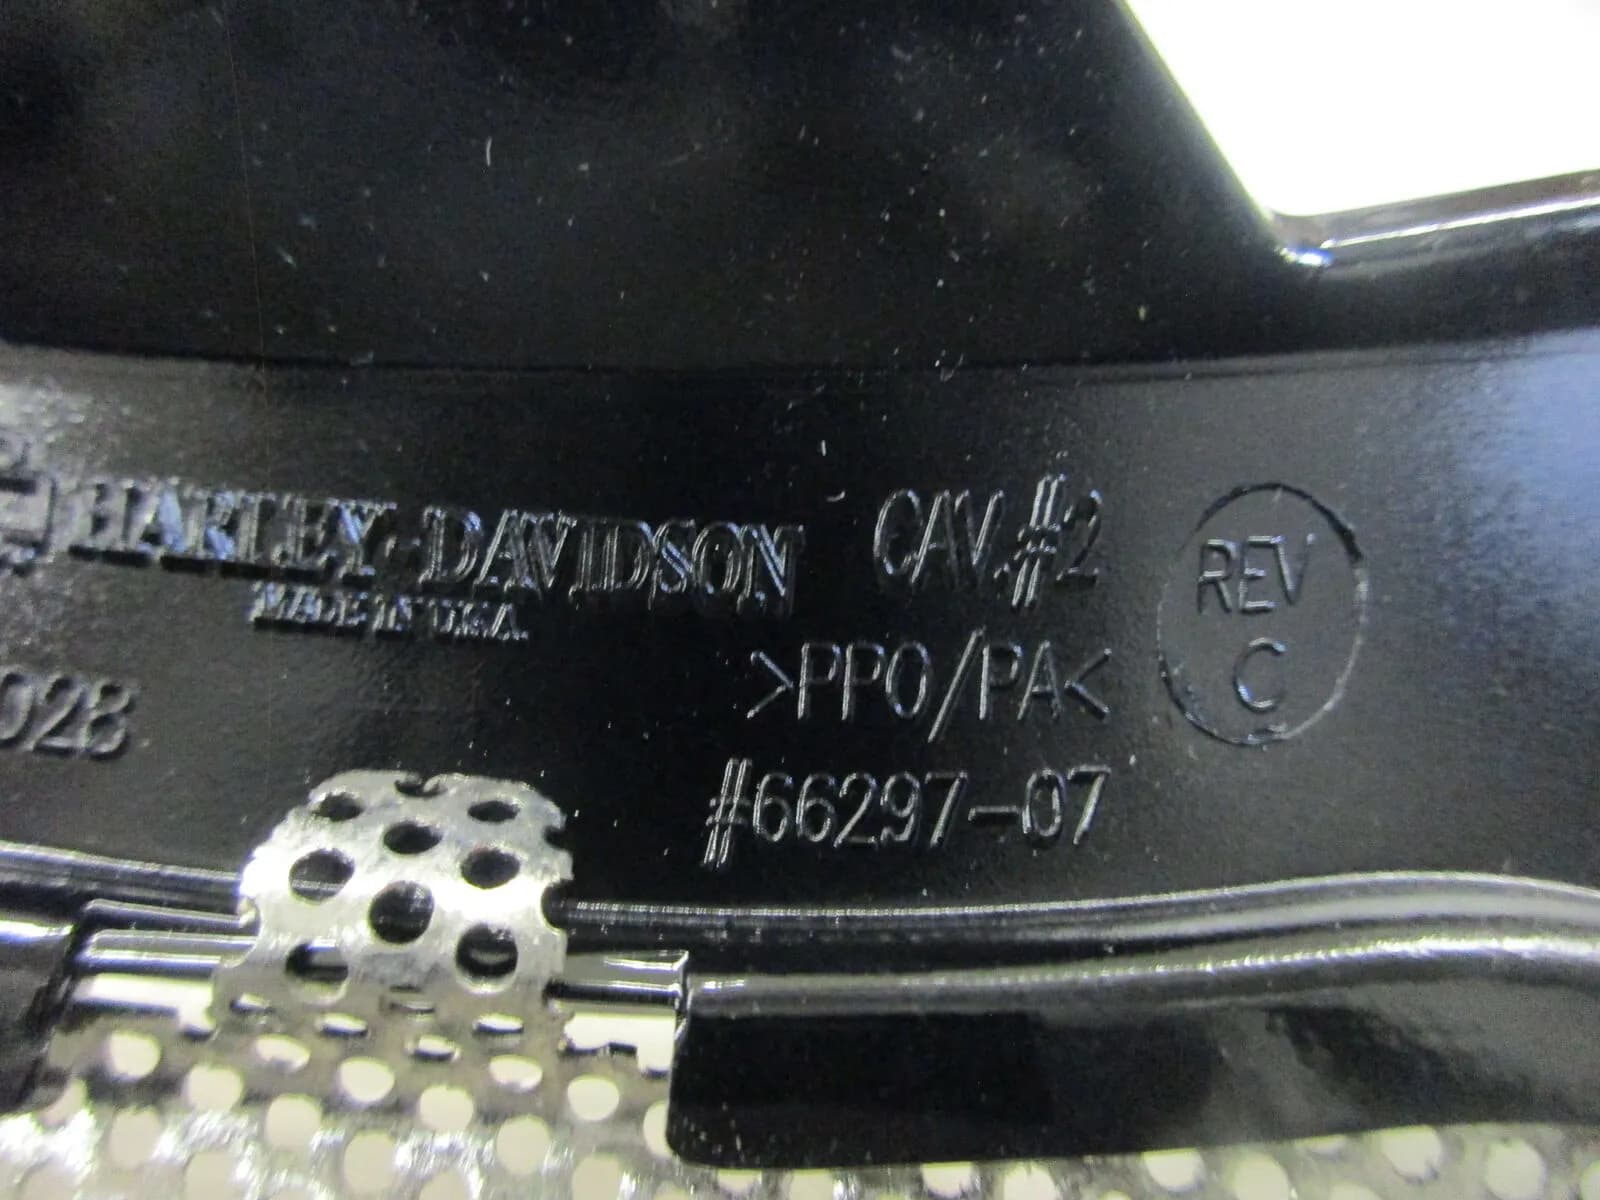 HARLEY-DAVIDSON
MADE IN U.S.A.
028
CAV.#2
>PPO/PA<
#66297-07
REV
C